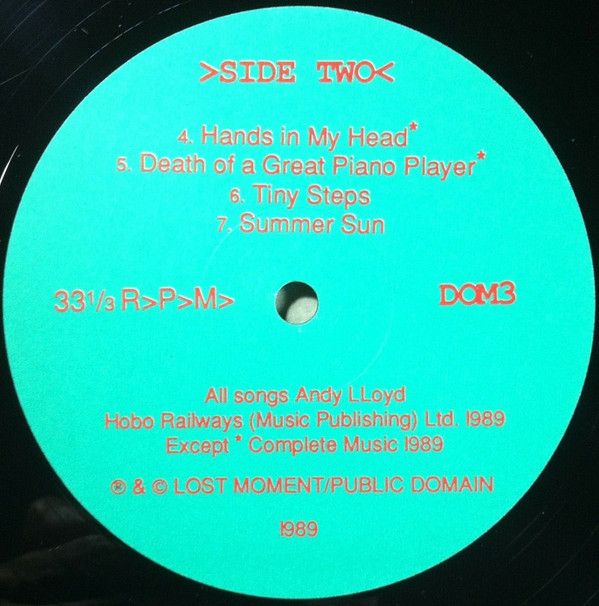 >SIDE TWO<
4. Hands in My Head*
5. Death of a Great Piano Player*
6. Tiny Steps
7. Summer Sun
33 1/3 R>P>M>
DOM3
All songs Andy LLoyd
Hobo Railways (Music Publishing) Ltd. 1989
Except * Complete Music 1989
® & © LOST MOMENT/PUBLIC DOMAIN
1989